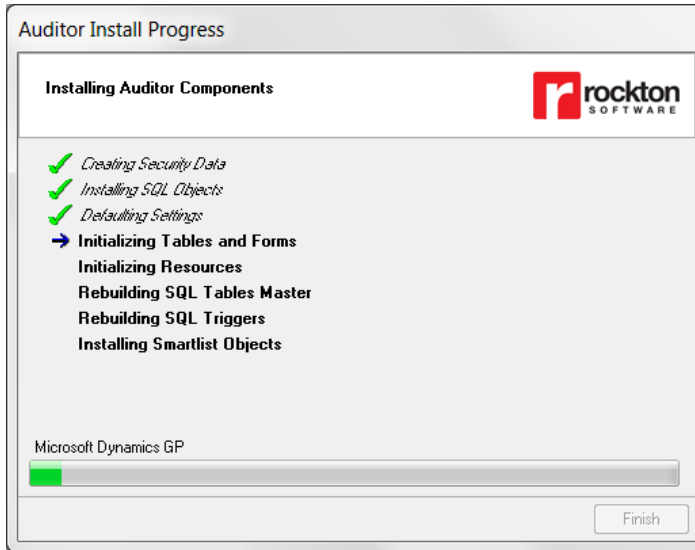 Auditor Install Progress
Installing Auditor Components
rockton
SOFTWARE
Creating Security Data
Installing SQL Objects
Defaulting Settings
Initializing Tables and Forms
Initializing Resources
Rebuilding SQL Tables Master
Rebuilding SQL Triggers
Installing Smartlist Objects
Microsoft Dynamics GP
Finish